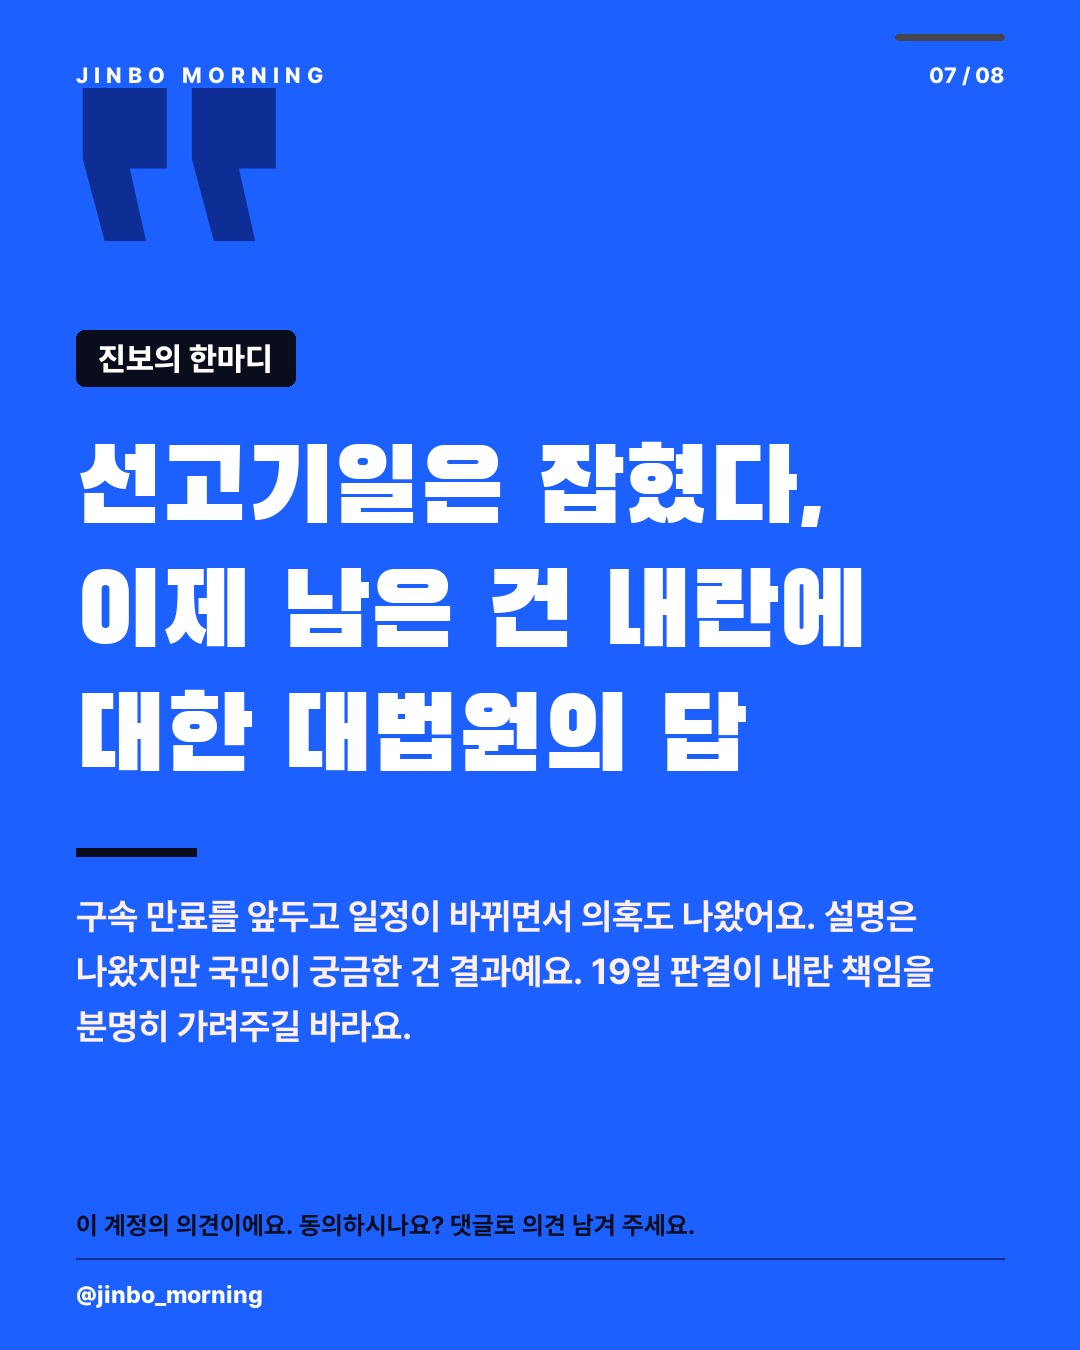 JINBO MORNING
07 / 08
진보의 한마디
선고기일은 잡혔다,
이제 남은 건 내란에
대한 대법원의 답
구속 만료를 앞두고 일정이 바뀌면서 의혹도 나왔어요. 설명은
나왔지만 국민이 궁금한 건 결과예요. 19일 판결이 내란 책임을
분명히 가려주길 바라요.
이 계정의 의견이에요. 동의하시나요? 댓글로 의견 남겨 주세요.
@jinbo_morning